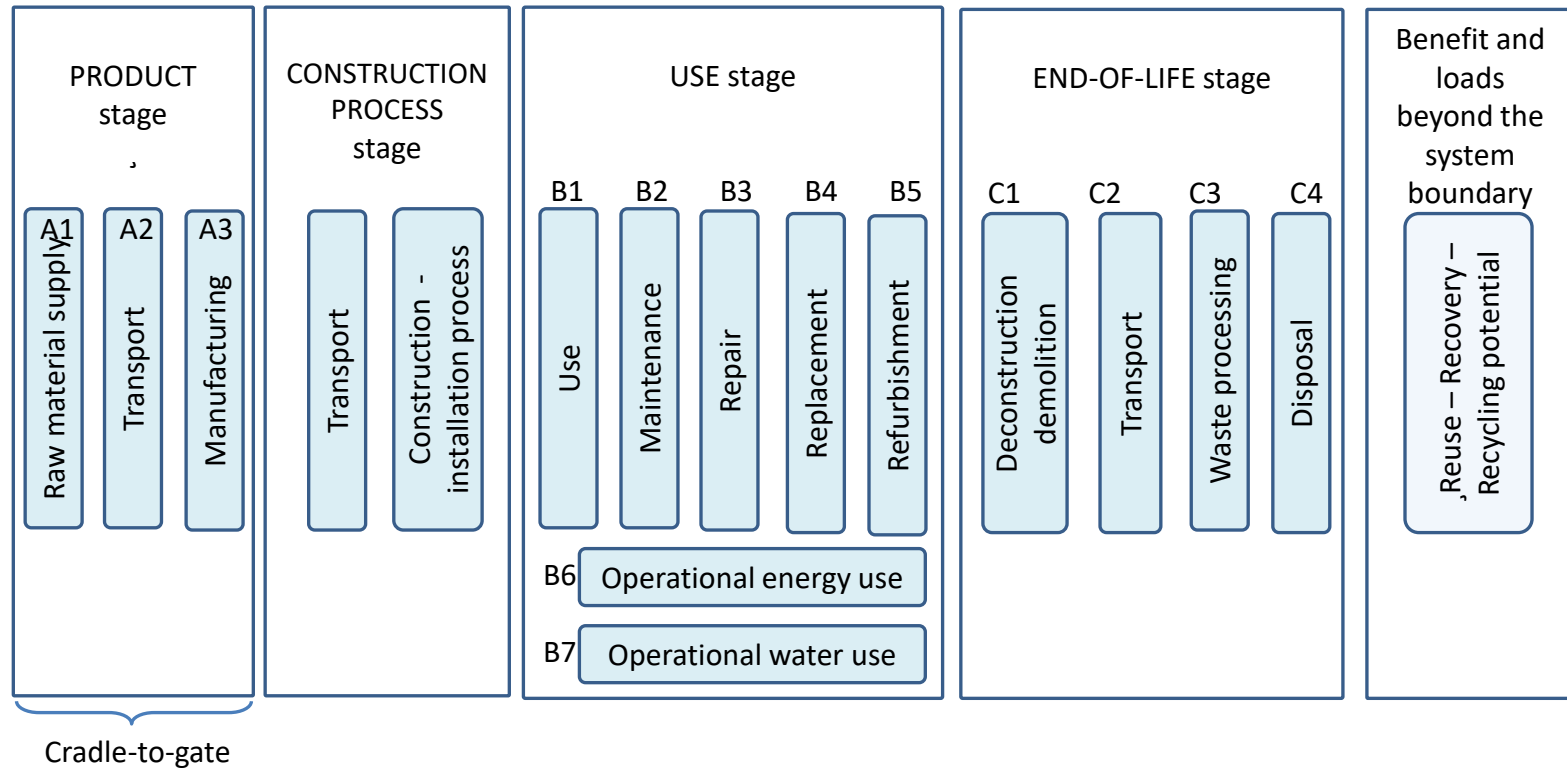 PRODUCT
stage
¸
A1
Raw material supply
A2
Transport
A3
Manufacturing
Cradle-to-gate
CONSTRUCTION
PROCESS
stage
Transport
Construction -
installation process
USE stage
B1
Use
B2
Maintenance
B3
Repair
B4
Replacement
B5
Refurbishment
B6
Operational energy use
B7
Operational water use
END-OF-LIFE stage
C1
Deconstruction
demolition
C2
Transport
C3
Waste processing
C4
Disposal
Benefit and
loads
beyond the
system
boundary
¸Reuse – Recovery –
Recycling potential